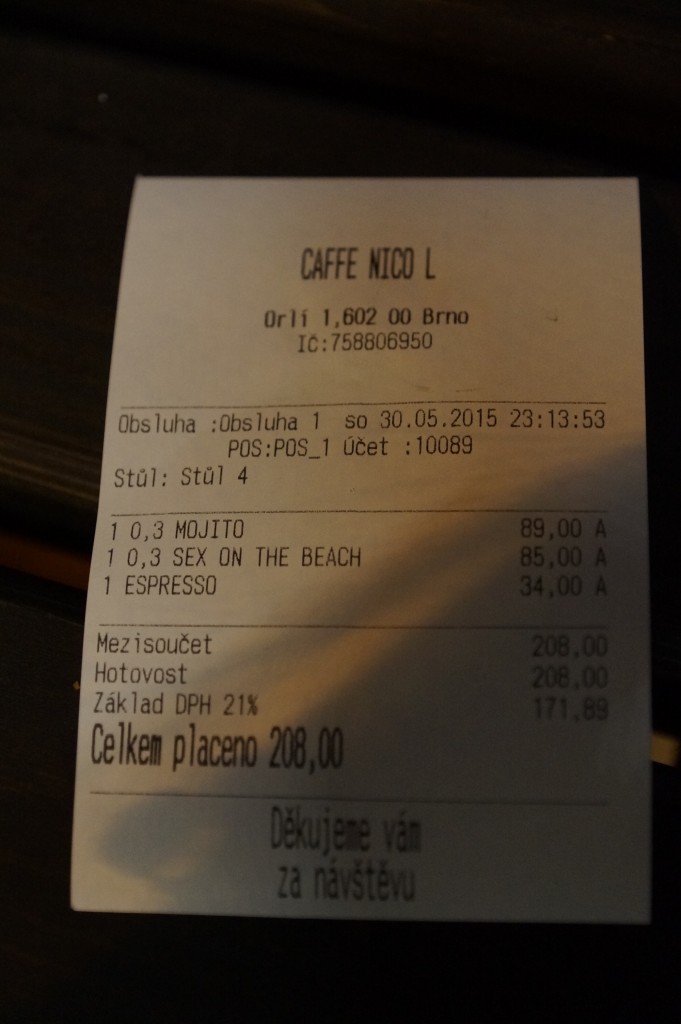 CAFFE NICO L
Orlí 1,602 00 Brno
IČ:758806950
Obsluha :Obsluha 1 so 30.05.2015 23:13:53
POS:POS_1 Účet :10089
Stůl: Stůl 4
1 0,3 MOJITO 89,00 A
1 0,3 SEX ON THE BEACH 85,00 A
1 ESPRESSO 34,00 A
Mezisoučet 208,00
Hotovost 208,00
Základ DPH 21% 171,89
Celkem placeno 208,00
Děkujeme vám
za návštěvu